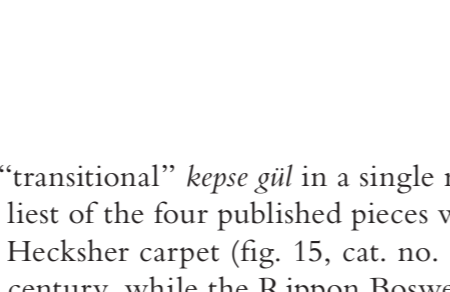 “transitional” kepse gül in a single
liest of the four published pieces
Hecksher carpet (fig. 15, cat. no.
century, while the Rippon